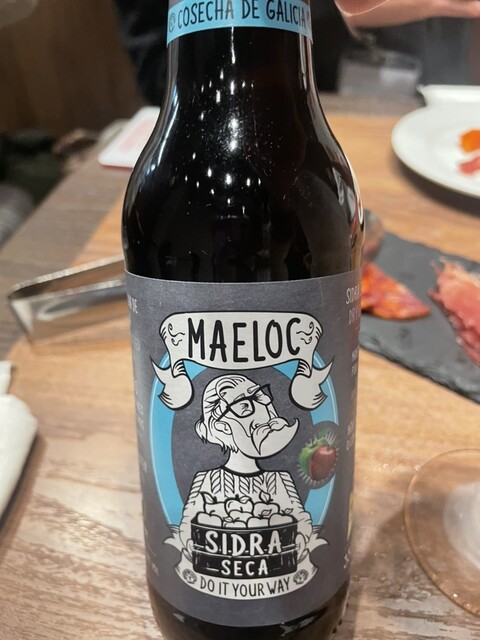 COSECHA DE GALICIA
MAELOC
SIDRA
SECA
DO IT YOUR WAY